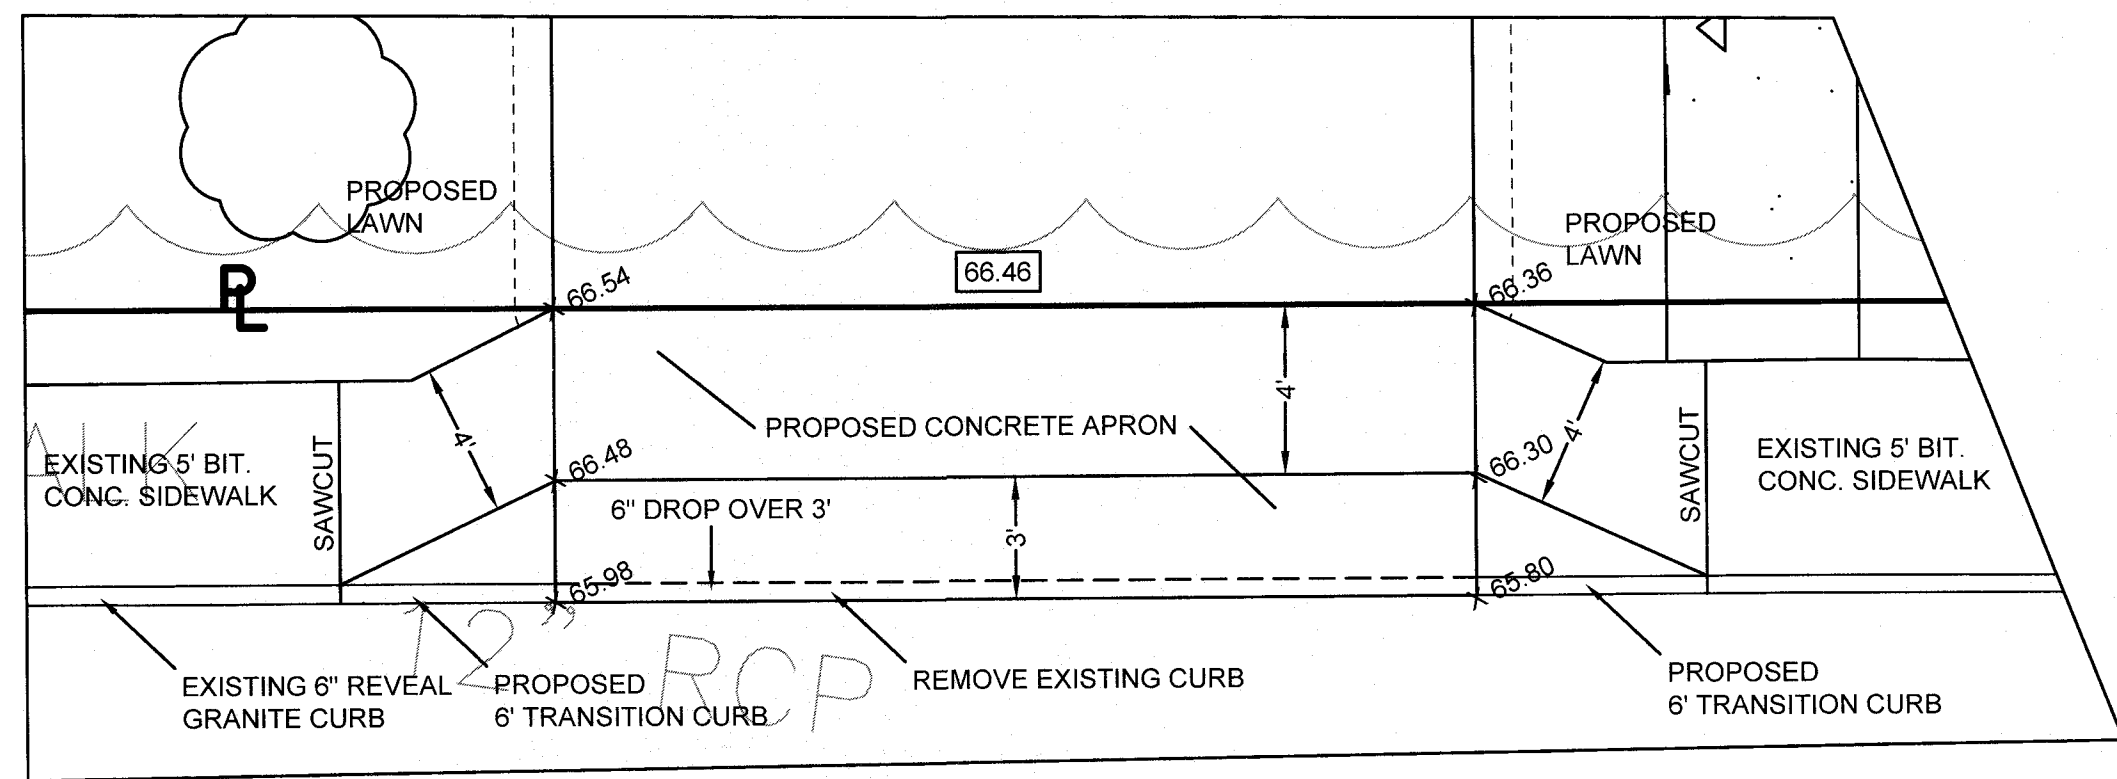 PROPOSED
LAWN
PROPOSED
LAWN
66.46
PL
66.54
66.36
4'
PROPOSED CONCRETE APRON
4'
4'
66.48
66.30
EXISTING 5' BIT.
CONC. SIDEWALK
SAWCUT
SAWCUT
EXISTING 5' BIT.
CONC. SIDEWALK
ALK
6" DROP OVER 3'
3'
65.98
65.80
12" RCP
EXISTING 6" REVEAL
GRANITE CURB
PROPOSED
6' TRANSITION CURB
REMOVE EXISTING CURB
PROPOSED
6' TRANSITION CURB